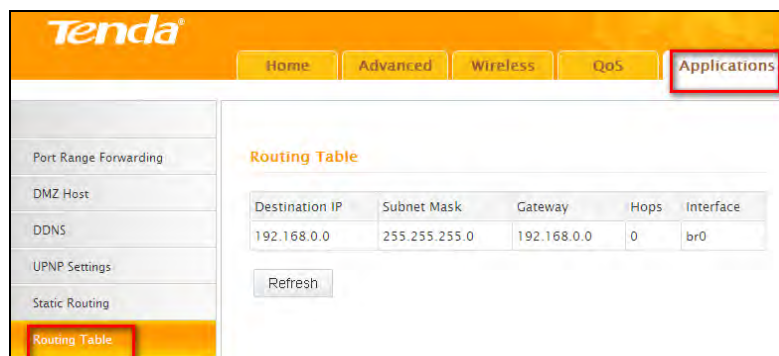 Tenda®
Home Advanced Wireless QoS Applications
Port Range Forwarding
DMZ Host
DDNS
UPNP Settings
Static Routing
Routing Table
Routing Table
Destination IP Subnet Mask Gateway Hops Interface
192.168.0.0 255.255.255.0 192.168.0.0 0 br0
Refresh